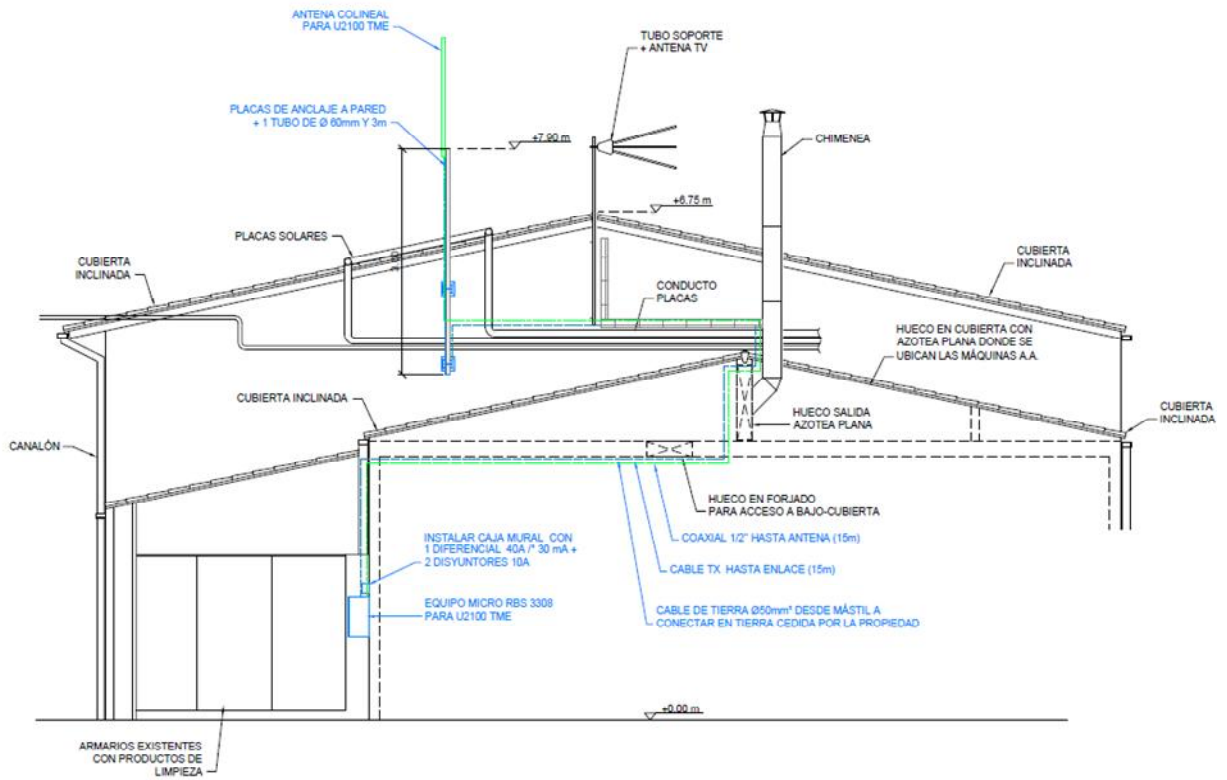 ANTENA COLINEAL
PARA U2100 TME
TUBO SOPORTE
+ ANTENA TV
PLACAS DE ANCLAJE A PARED
+ 1 TUBO DE Ø 60mm Y 3m
+7.90 m
CHIMENEA
+6.75 m
PLACAS SOLARES
CUBIERTA
INCLINADA
CUBIERTA
INCLINADA
CONDUCTO
PLACAS
HUECO EN CUBIERTA CON
AZOTEA PLANA DONDE SE
UBICAN LAS MÁQUINAS A.A.
CUBIERTA INCLINADA
HUECO SALIDA
AZOTEA PLANA
CUBIERTA
INCLINADA
CANALÓN
HUECO EN FORJADO
PARA ACCESO A BAJO-CUBIERTA
INSTALAR CAJA MURAL CON
1 DIFERENCIAL 40A /* 30 mA +
2 DISYUNTORES 10A
COAXIAL 1/2" HASTA ANTENA (15m)
CABLE TX HASTA ENLACE (15m)
EQUIPO MICRO RBS 3308
PARA U2100 TME
CABLE DE TIERRA Ø50mm² DESDE MÁSTIL A
CONECTAR EN TIERRA CEDIDA POR LA PROPIEDAD
+0.00 m
ARMARIOS EXISTENTES
CON PRODUCTOS DE
LIMPIEZA